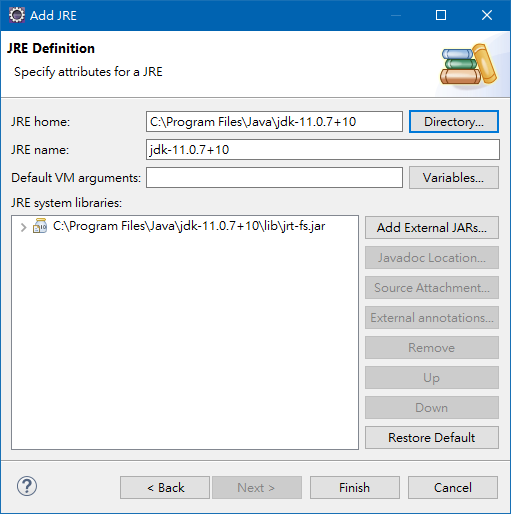 Add JRE
JRE Definition
Specify attributes for a JRE
JRE home: C:\Program Files\Java\jdk-11.0.7+10 Directory...
JRE name: jdk-11.0.7+10
Default VM arguments: Variables...
JRE system libraries:
C:\Program Files\Java\jdk-11.0.7+10\lib\jrt-fs.jar
Add External JARs...
Javadoc Location...
Source Attachment...
External annotations...
Remove
Up
Down
Restore Default
? < Back Next > Finish Cancel